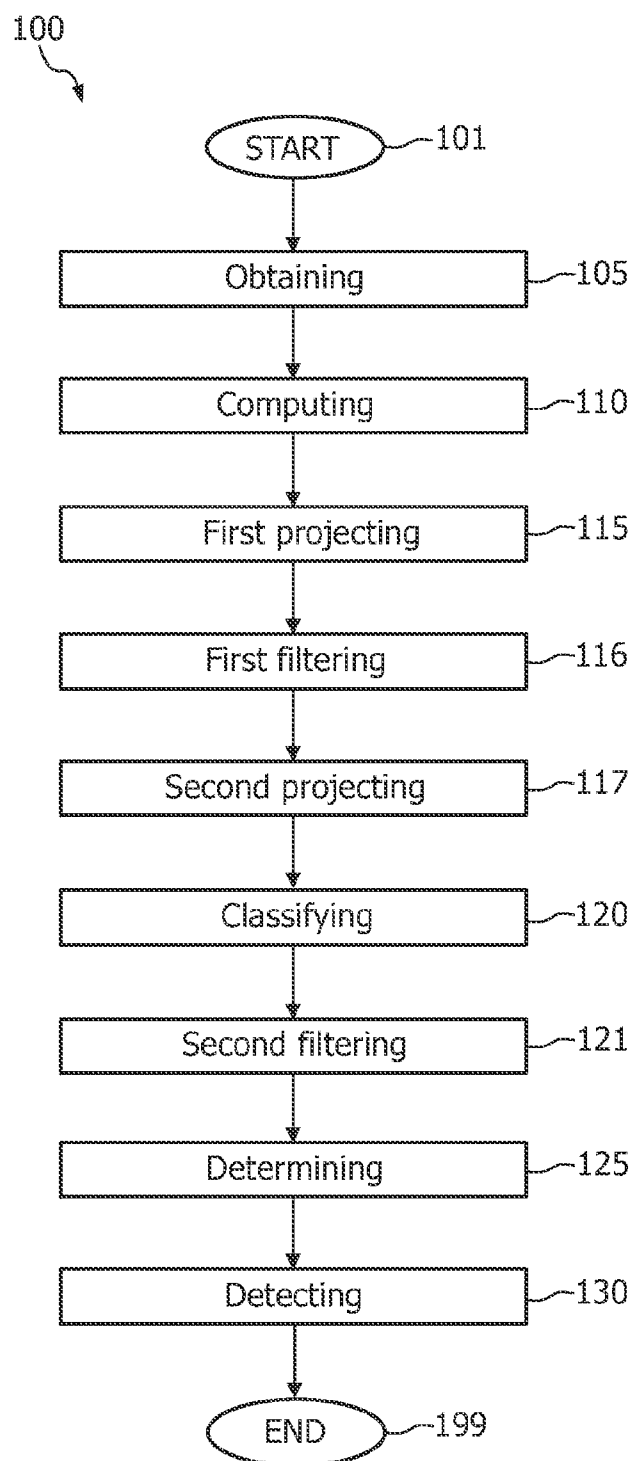 100
START 101
Obtaining 105
Computing 110
First projecting 115
First filtering 116
Second projecting 117
Classifying 120
Second filtering 121
Determining 125
Detecting 130
END 199